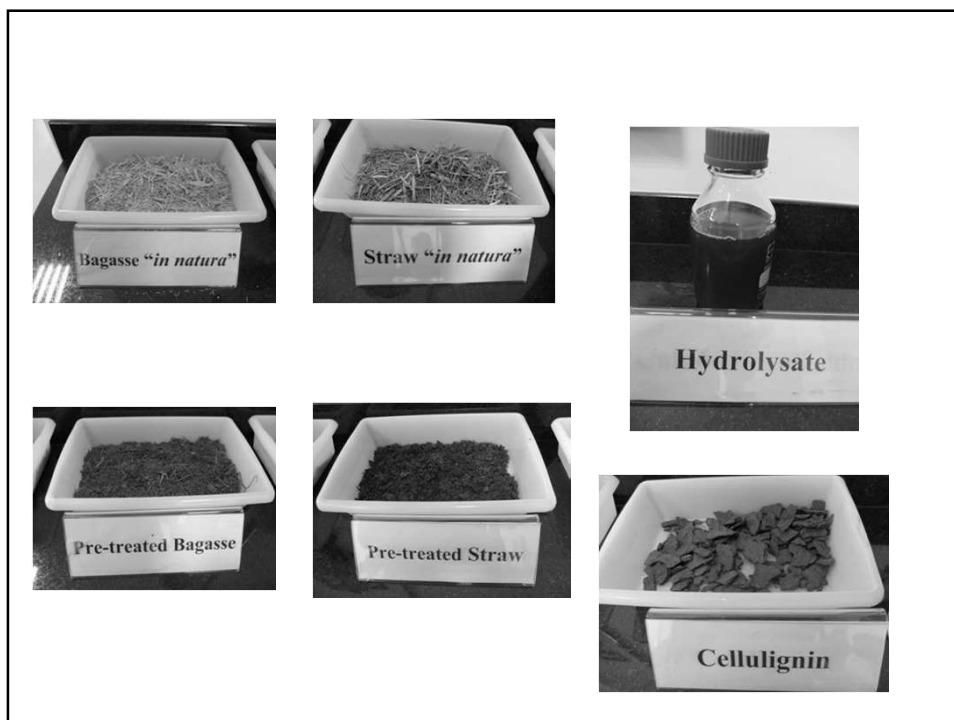 Bagasse “in natura”
Straw “in natura”
Hydrolysate
Pre-treated Bagasse
Pre-treated Straw
Cellulignin